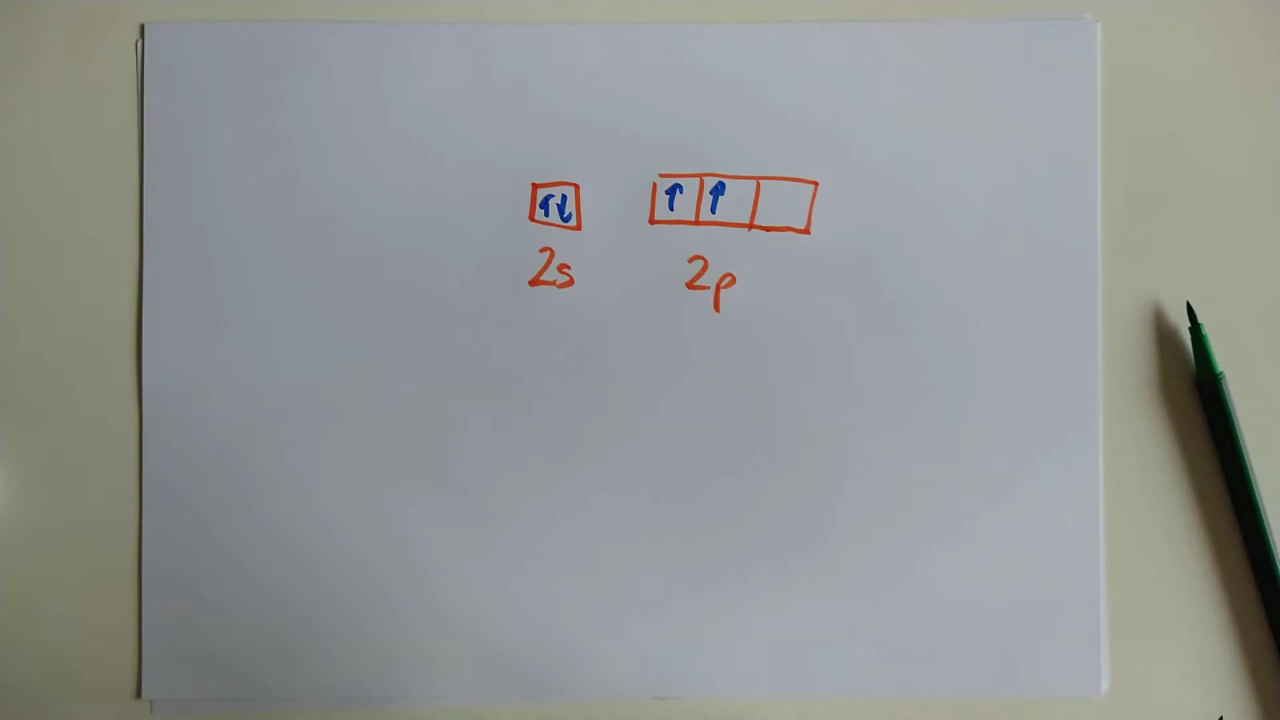 ↑↓ ↑ ↑
2s 2p